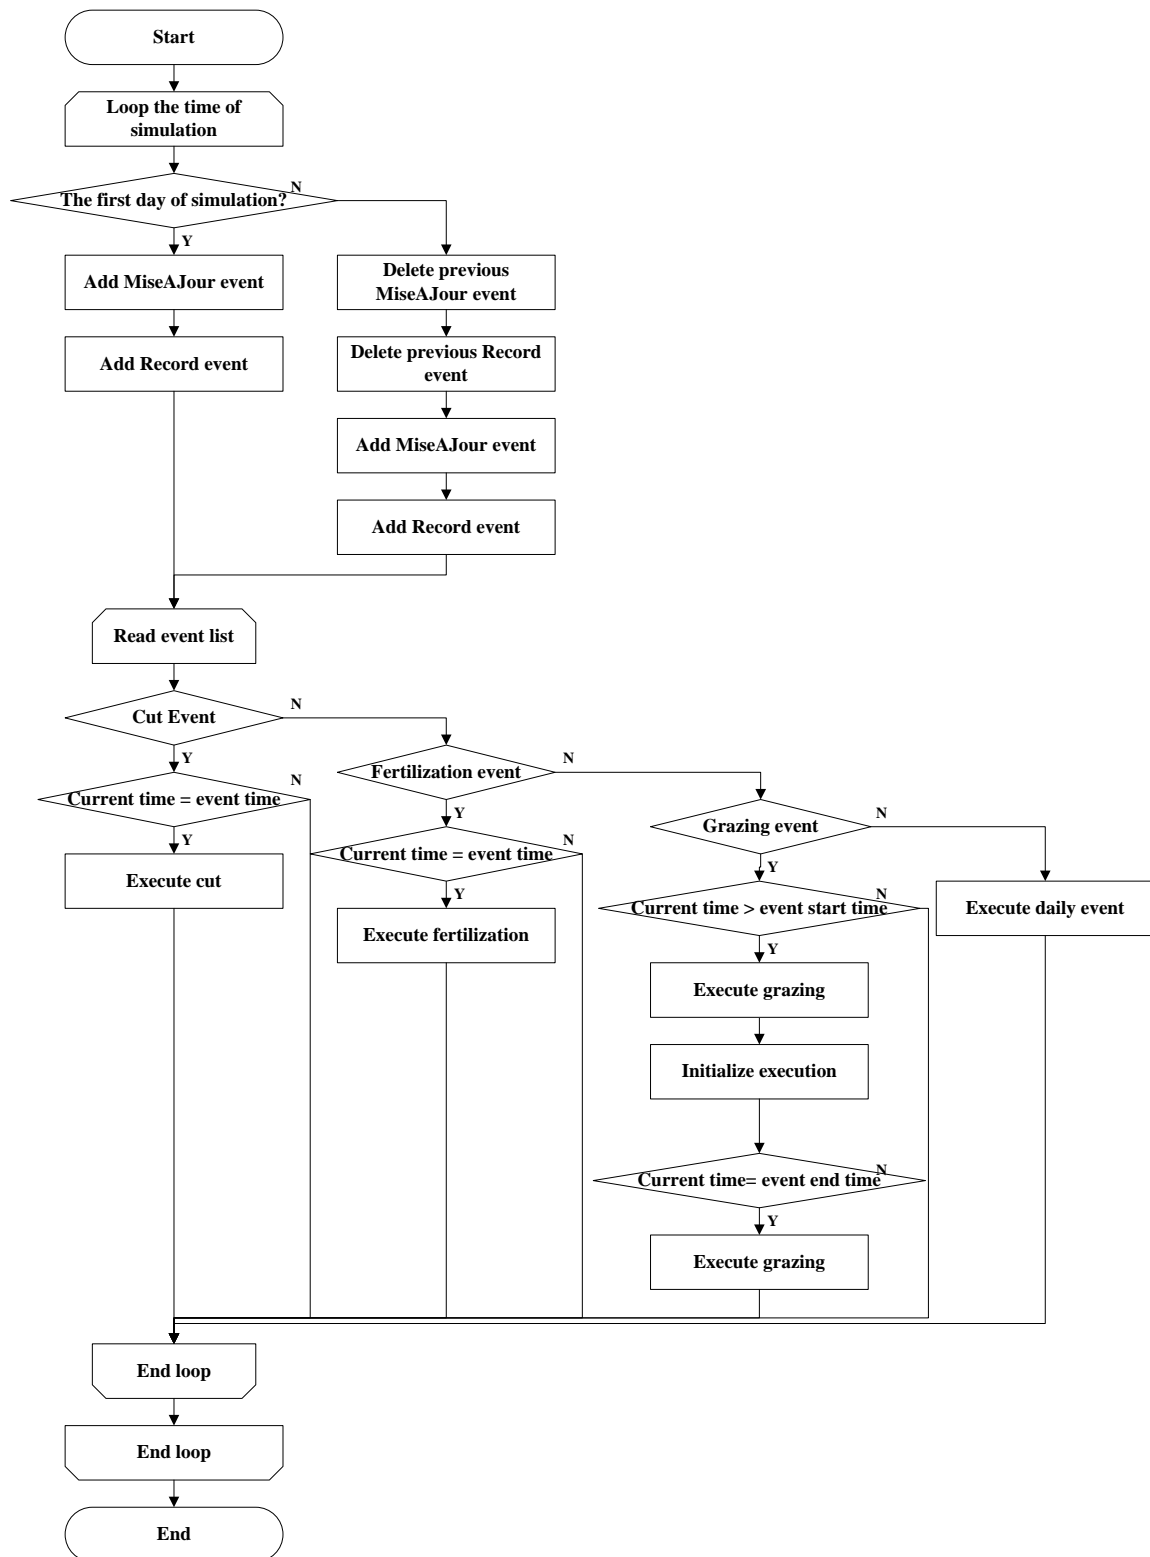 Start
Loop the time of
simulation
N
The first day of simulation?
Y
Add MiseAJour event
Delete previous
MiseAJour event
Add Record event
Delete previous Record
event
Add MiseAJour event
Add Record event
Read event list
N
Cut Event
Y
N
Fertilization event
N
Current time = event time
Y
Y
N
Grazing event
N
Current time = event time
Execute cut
Y
Y
N
Current time > event start time
Execute daily event
Execute fertilization
Y
Execute grazing
Initialize execution
N
Current time= event end time
Y
Execute grazing
End loop
End loop
End